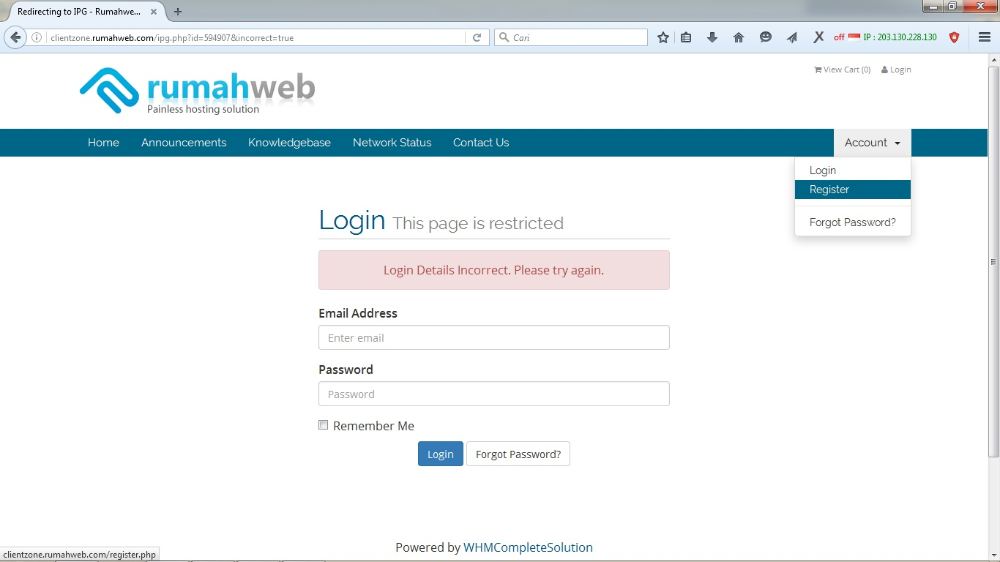 Redirecting to IPG - Rumahwe...
clientzone.rumahweb.com/ipg.php?id=594907&incorrect=true
Cari
off IP : 203.130.228.130
rumahweb
Painless hosting solution
View Cart (0) Login
Home Announcements Knowledgebase Network Status Contact Us Account
Login
Register
Forgot Password?
Login This page is restricted
Login Details Incorrect. Please try again.
Email Address
Enter email
Password
Password
Remember Me
Login Forgot Password?
Powered by WHMCompleteSolution
clientzone.rumahweb.com/register.php